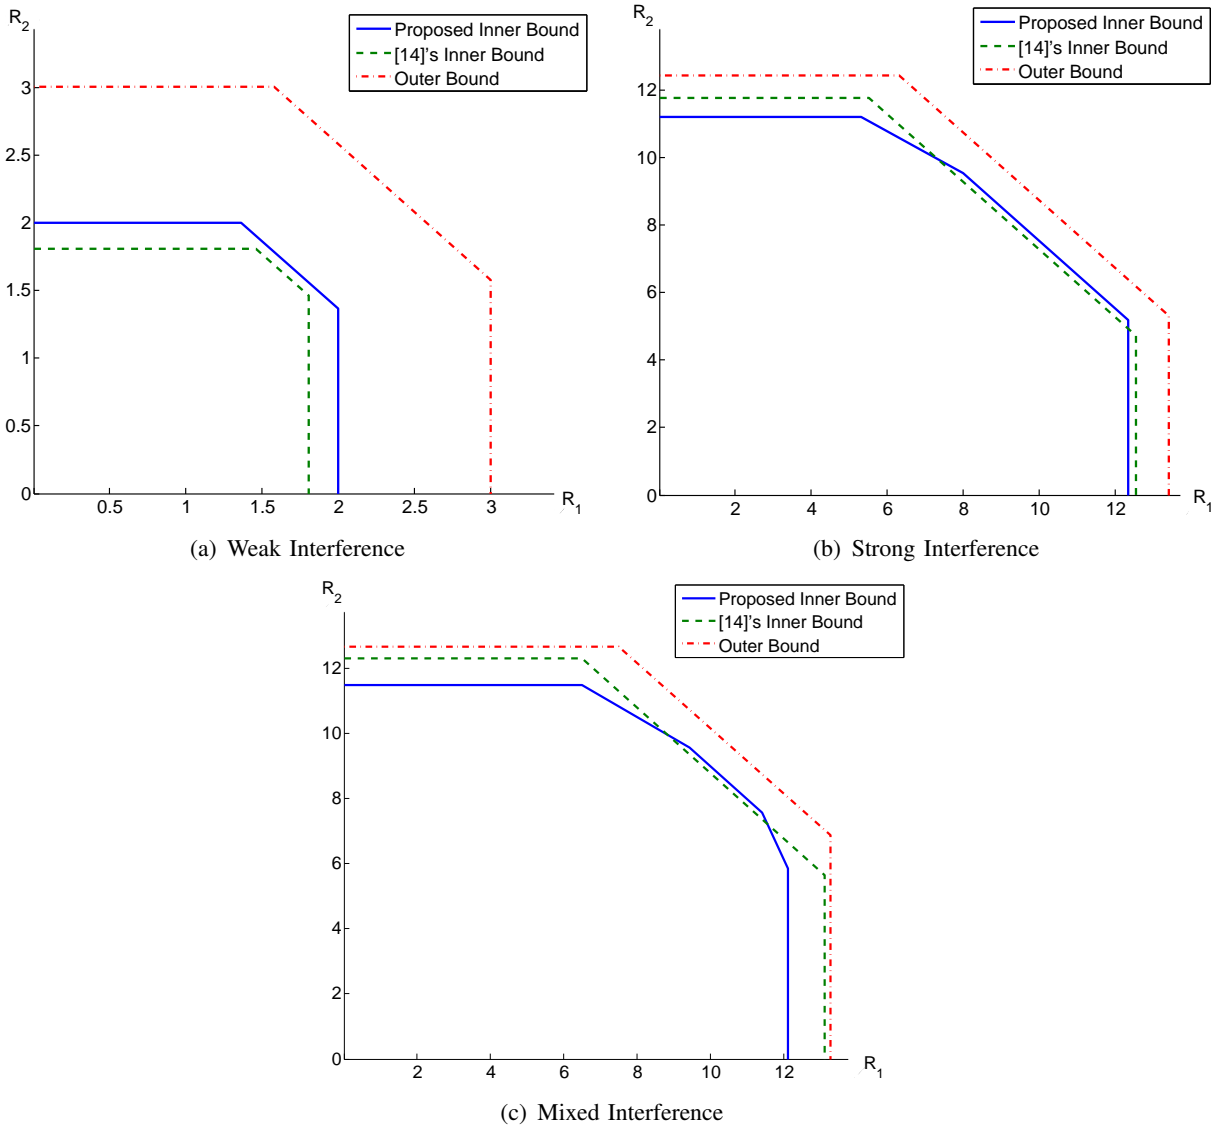 R2
Proposed Inner Bound
[14]'s Inner Bound
Outer Bound
3
2.5
2
1.5
1
0.5
0
0.5 1 1.5 2 2.5 3 R1
(a) Weak Interference
R2
Proposed Inner Bound
[14]'s Inner Bound
Outer Bound
12
10
8
6
4
2
0
2 4 6 8 10 12 R1
(b) Strong Interference
R2
Proposed Inner Bound
[14]'s Inner Bound
Outer Bound
12
10
8
6
4
2
0
2 4 6 8 10 12 R1
(c) Mixed Interference